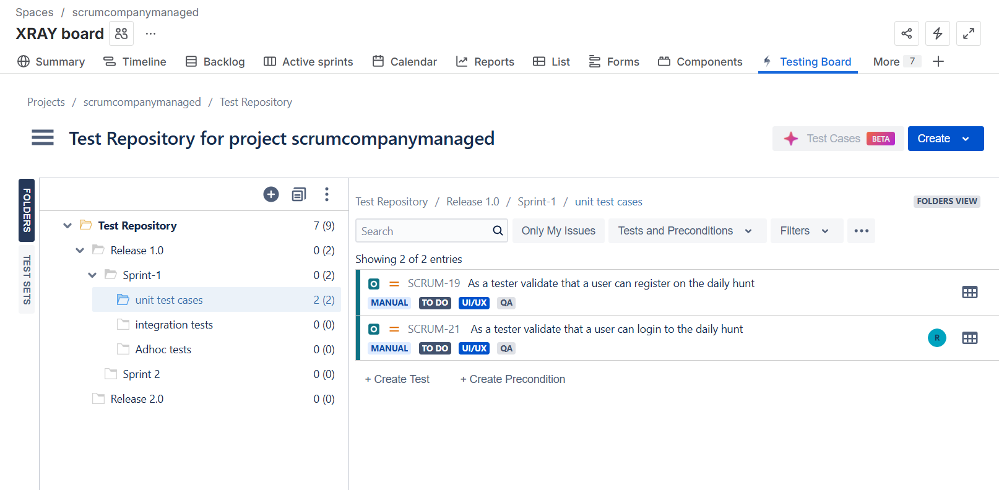 Spaces / scrumcompanymanaged
XRAY board
Summary Timeline Backlog Active sprints Calendar Reports List Forms Components Testing Board More 7
Projects / scrumcompanymanaged / Test Repository
Test Repository for project scrumcompanymanaged
Test Cases BETA Create
FOLDERS
TEST SETS
Test Repository 7 (9)
Release 1.0 0 (2)
Sprint-1 0 (2)
unit test cases 2 (2)
integration tests 0 (0)
Adhoc tests 0 (0)
Sprint 2 0 (0)
Release 2.0 0 (0)
Test Repository / Release 1.0 / Sprint-1 / unit test cases FOLDERS VIEW
Search Only My Issues Tests and Preconditions Filters
Showing 2 of 2 entries
SCRUM-19 As a tester validate that a user can register on the daily hunt
MANUAL TO DO UI/UX QA
SCRUM-21 As a tester validate that a user can login to the daily hunt
R
MANUAL TO DO UI/UX QA
+ Create Test + Create Precondition